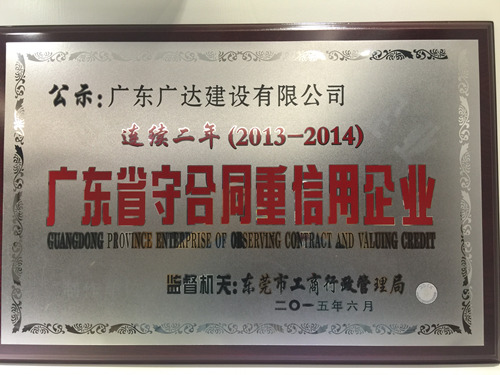 公示:广东广达建设有限公司
连续二年(2013-2014)
广东省守合同重信用企业
GUANGDONG PROVINCE ENTERPRISE OF OBSERVING CONTRACT AND VALUING CREDIT
监督机关:东莞市工商行政管理局
二〇一五年六月